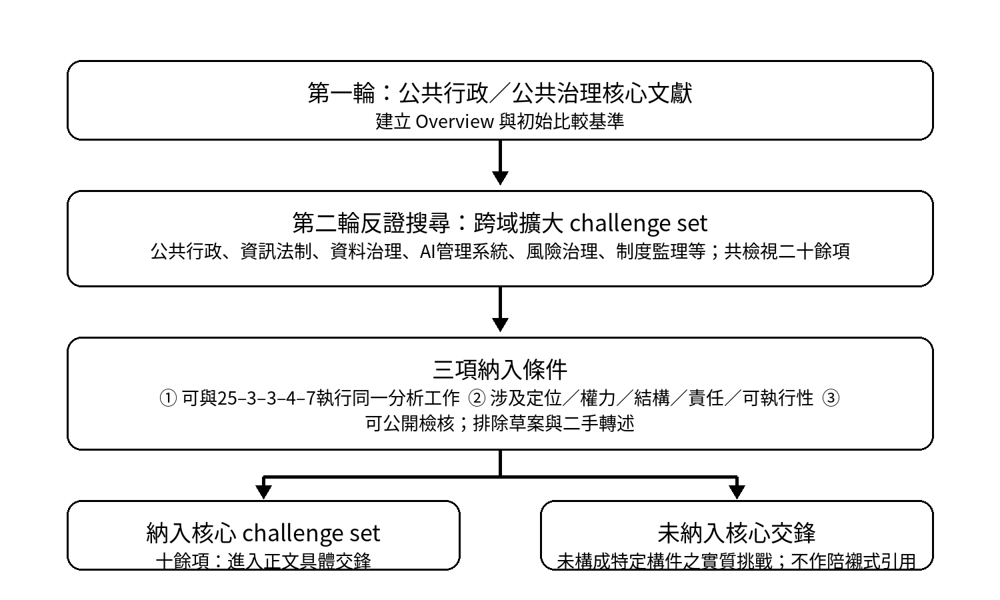 第一輪：公共行政／公共治理核心文獻
建立 Overview 與初始比較基準
第二輪反證搜尋：跨域擴大 challenge set
公共行政、資訊法制、資料治理、AI管理系統、風險治理、制度監理等；共檢視二十餘項
三項納入條件
① 可與25–3–3–4–7執行同一分析工作 ② 涉及定位／權力／結構／責任／可執行性 ③
可公開檢核；排除草案與二手轉述
納入核心 challenge set
十餘項：進入正文具體交鋒
未納入核心交鋒
未構成特定構件之實質挑戰；不作陪襯式引用